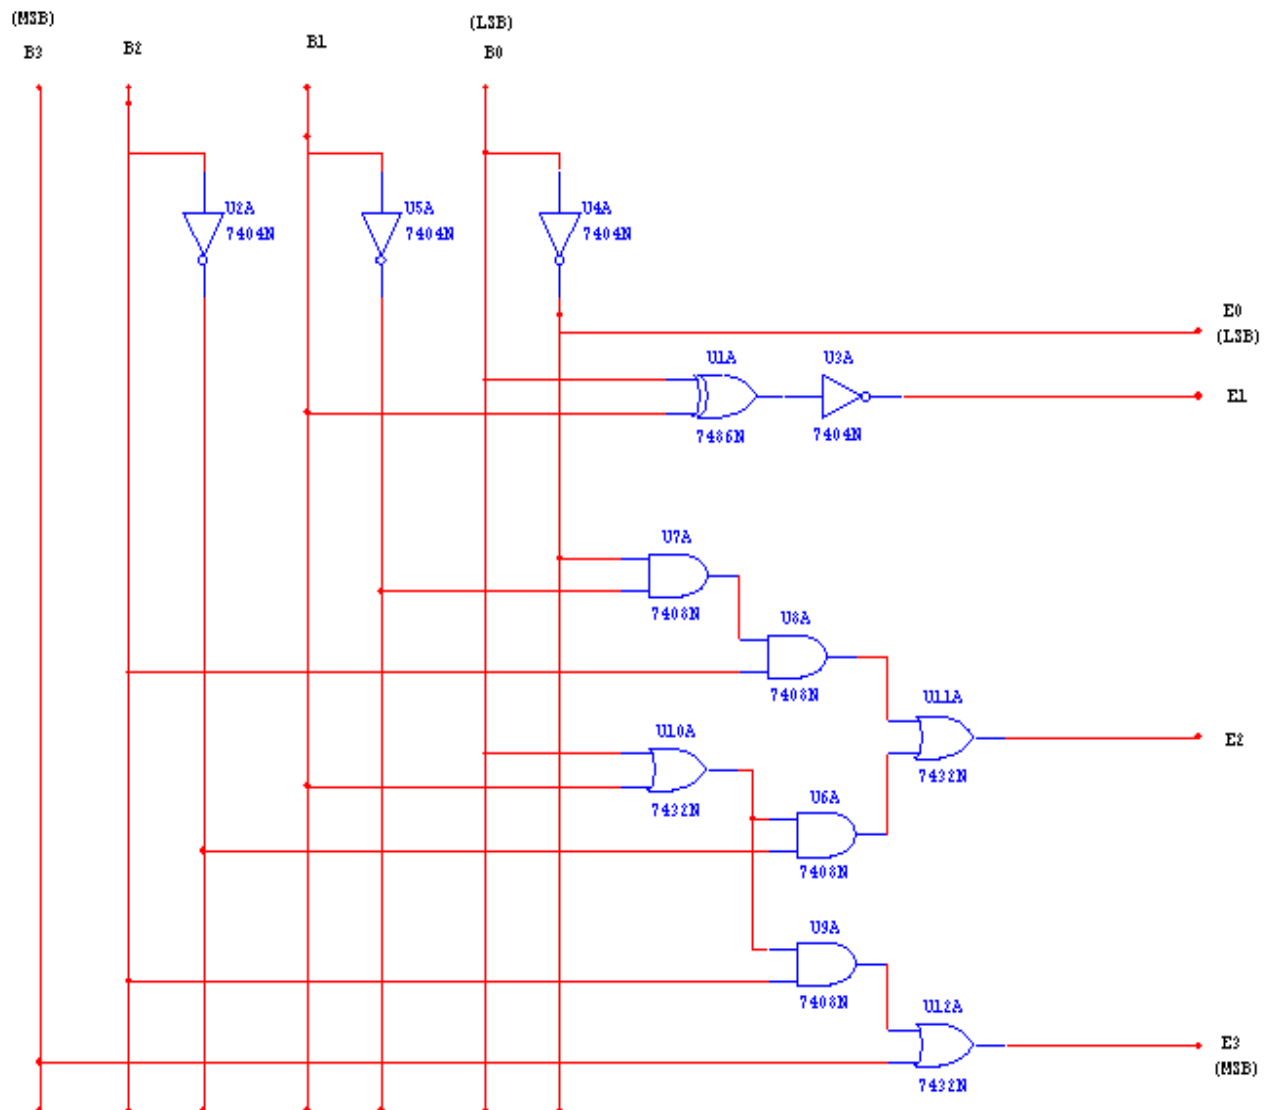 (MSB)
B3
B2
B1
(LSB)
B0
U2A
7404N
U5A
7404N
U4A
7404N
E0
(LSB)
U1A
7486N
U3A
7404N
E1
U7A
7408N
U8A
7408N
U11A
7432N
E2
U10A
7432N
U6A
7408N
U9A
7408N
U12A
7432N
E3
(MSB)